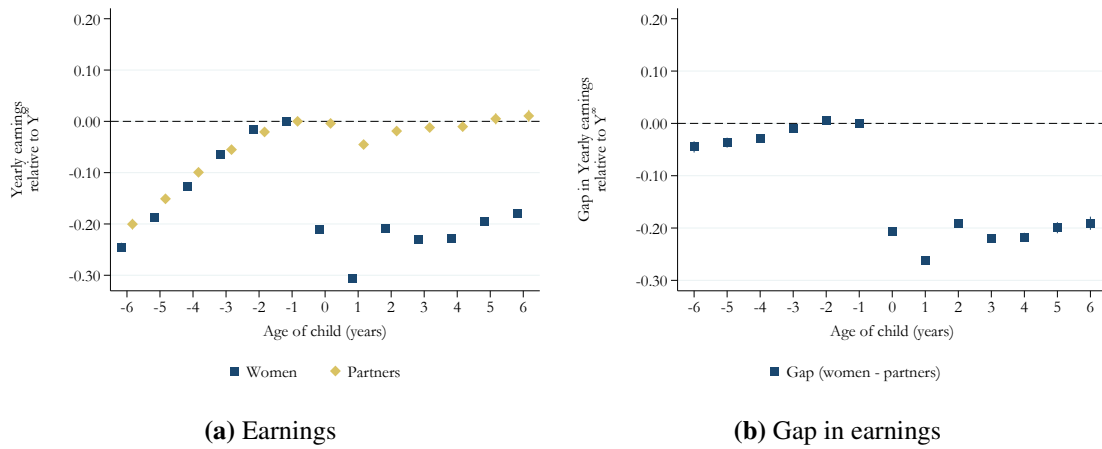 0.20
0.10
0.00
-0.10
-0.20
-0.30
Yearly earnings
relative to Y∞
-6 -5 -4 -3 -2 -1 0 1 2 3 4 5 6
Age of child (years)
Women Partners
(a) Earnings
0.20
0.10
0.00
-0.10
-0.20
-0.30
Gap in Yearly earnings
relative to Y∞
-6 -5 -4 -3 -2 -1 0 1 2 3 4 5 6
Age of child (years)
Gap (women - partners)
(b) Gap in earnings